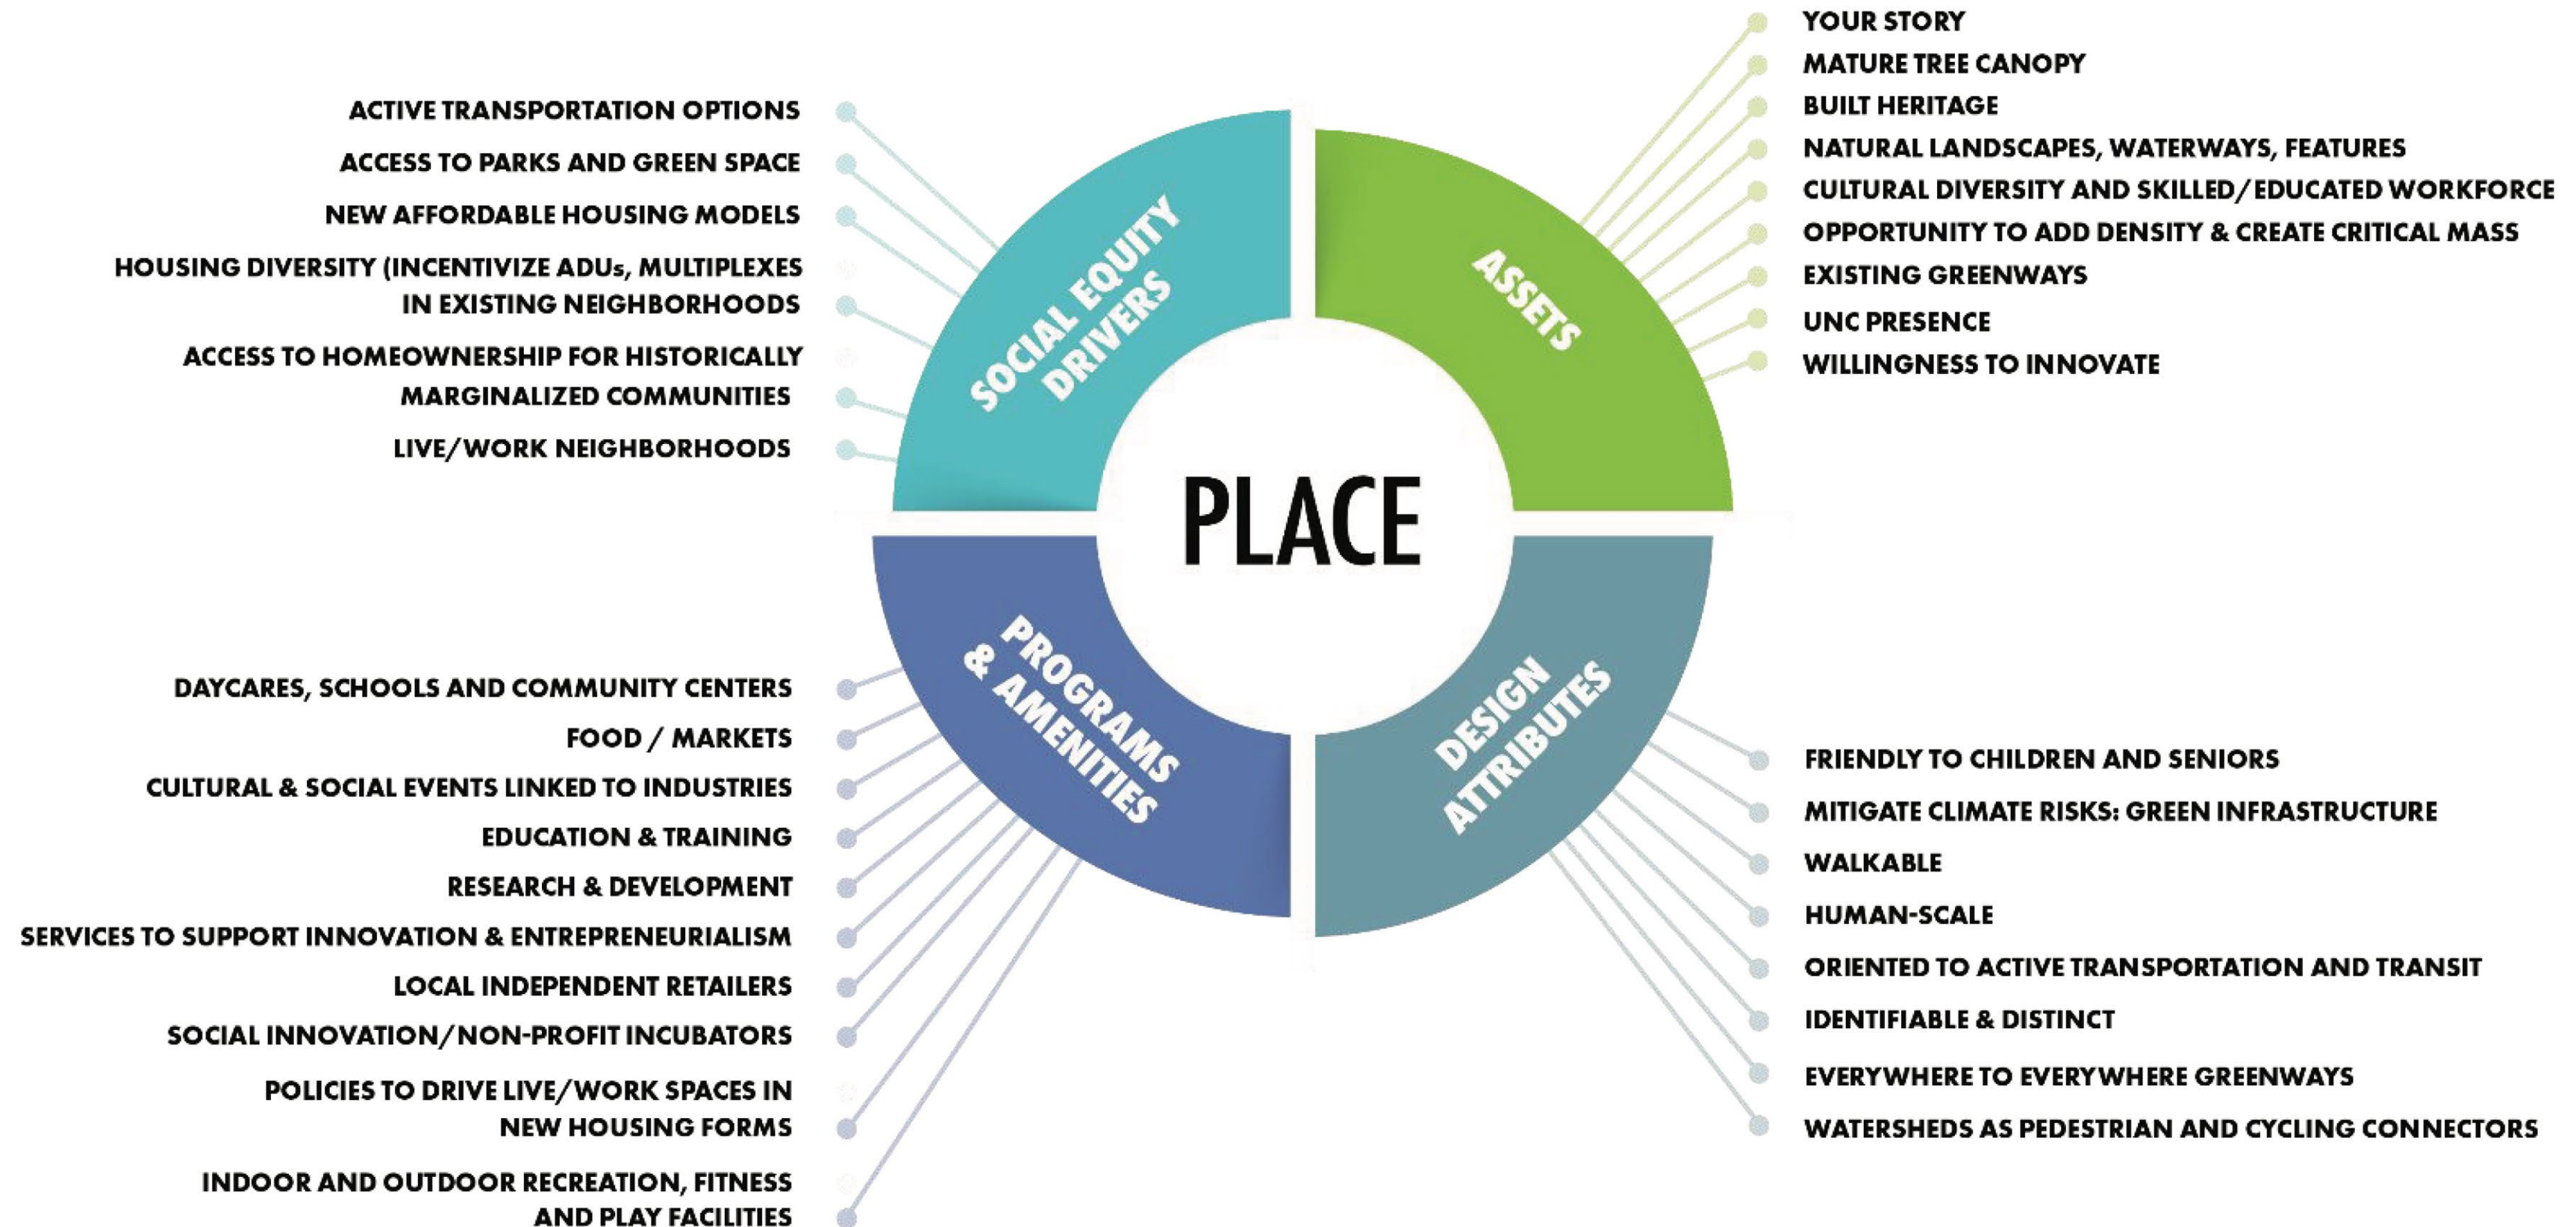 ACTIVE TRANSPORTATION OPTIONS
ACCESS TO PARKS AND GREEN SPACE
NEW AFFORDABLE HOUSING MODELS
HOUSING DIVERSITY (INCENTIVIZE ADUs, MULTIPLEXES
IN EXISTING NEIGHBORHOODS
ACCESS TO HOMEOWNERSHIP FOR HISTORICALLY
MARGINALIZED COMMUNITIES
LIVE/WORK NEIGHBORHOODS
SOCIAL EQUITY
DRIVERS
YOUR STORY
MATURE TREE CANOPY
BUILT HERITAGE
NATURAL LANDSCAPES, WATERWAYS, FEATURES
CULTURAL DIVERSITY AND SKILLED/EDUCATED WORKFORCE
OPPORTUNITY TO ADD DENSITY & CREATE CRITICAL MASS
EXISTING GREENWAYS
UNC PRESENCE
WILLINGNESS TO INNOVATE
ASSETS
PLACE
DAYCARES, SCHOOLS AND COMMUNITY CENTERS
FOOD / MARKETS
CULTURAL & SOCIAL EVENTS LINKED TO INDUSTRIES
EDUCATION & TRAINING
RESEARCH & DEVELOPMENT
SERVICES TO SUPPORT INNOVATION & ENTREPRENEURIALISM
LOCAL INDEPENDENT RETAILERS
SOCIAL INNOVATION/NON-PROFIT INCUBATORS
POLICIES TO DRIVE LIVE/WORK SPACES IN
NEW HOUSING FORMS
INDOOR AND OUTDOOR RECREATION, FITNESS
AND PLAY FACILITIES
PROGRAMS
& AMENITIES
DESIGN
ATTRIBUTES
FRIENDLY TO CHILDREN AND SENIORS
MITIGATE CLIMATE RISKS: GREEN INFRASTRUCTURE
WALKABLE
HUMAN-SCALE
ORIENTED TO ACTIVE TRANSPORTATION AND TRANSIT
IDENTIFIABLE & DISTINCT
EVERYWHERE TO EVERYWHERE GREENWAYS
WATERSHEDS AS PEDESTRIAN AND CYCLING CONNECTORS